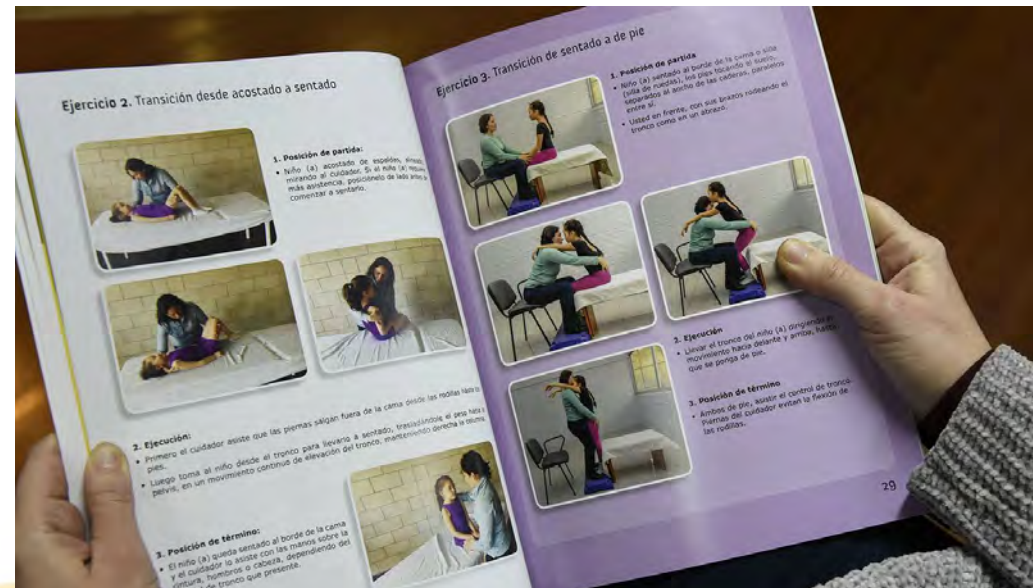 Ejercicio 2. Transición desde acostado a sentado
1. Posición de partida:
• Niño (a) acostado de espaldas,
mirando al cuidador. Si el niño (a)
más asistencia, posiciónelo de lado antes de
comenzar a sentarlo.
2. Ejecución:
• Primero el cuidador asiste que las piernas salgan fuera de la cama desde las rodillas hasta los
pies.
• Luego toma al niño desde el tronco para llevarlo a sentado, trasladándole el peso hacia
pelvis, en un movimiento continuo de elevación del tronco, manteniendo derecha la columna
3. Posición de término:
• El niño (a) queda sentado al borde de la cama
y el cuidador lo asiste con las manos sobre la
cintura, hombros o cabeza, dependiendo del
de tronco que presente.
Ejercicio 3. Transición de sentado a de pie
1. Posición de partida
• Niño (a) sentado al borde de la cama o silla
(silla de ruedas), los pies tocando el suelo,
separados al ancho de las caderas, paralelos
entre sí.
• Usted en frente, con sus brazos rodeando el
tronco como en un abrazo.
2. Ejecución
• Llevar el tronco del niño (a) dirigiendo el
movimiento hacia delante y arriba, hasta
que se ponga de pie.
3. Posición de término
• Ambos de pie, asistir el control de tronco.
Piernas del cuidador evitan la flexión de
las rodillas.
29